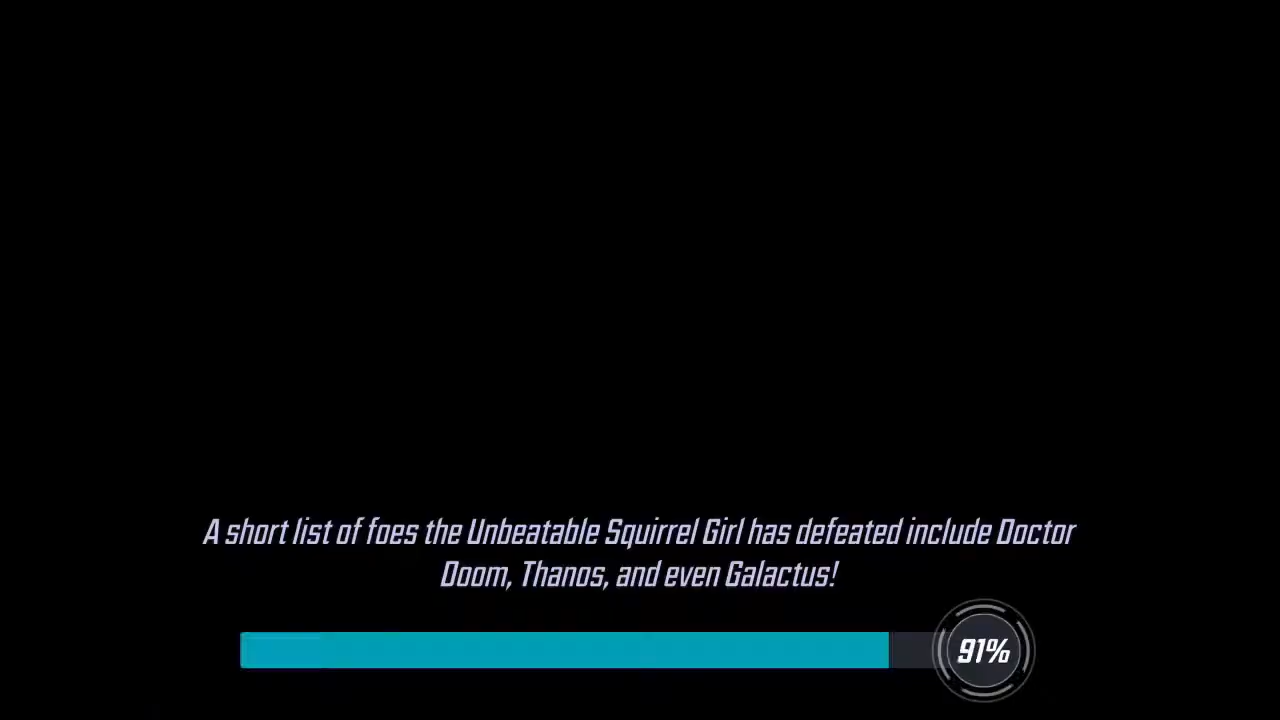 A short list of foes the Unbeatable Squirrel Girl has defeated include Doctor
Doom, Thanos, and even Galactus!
91%